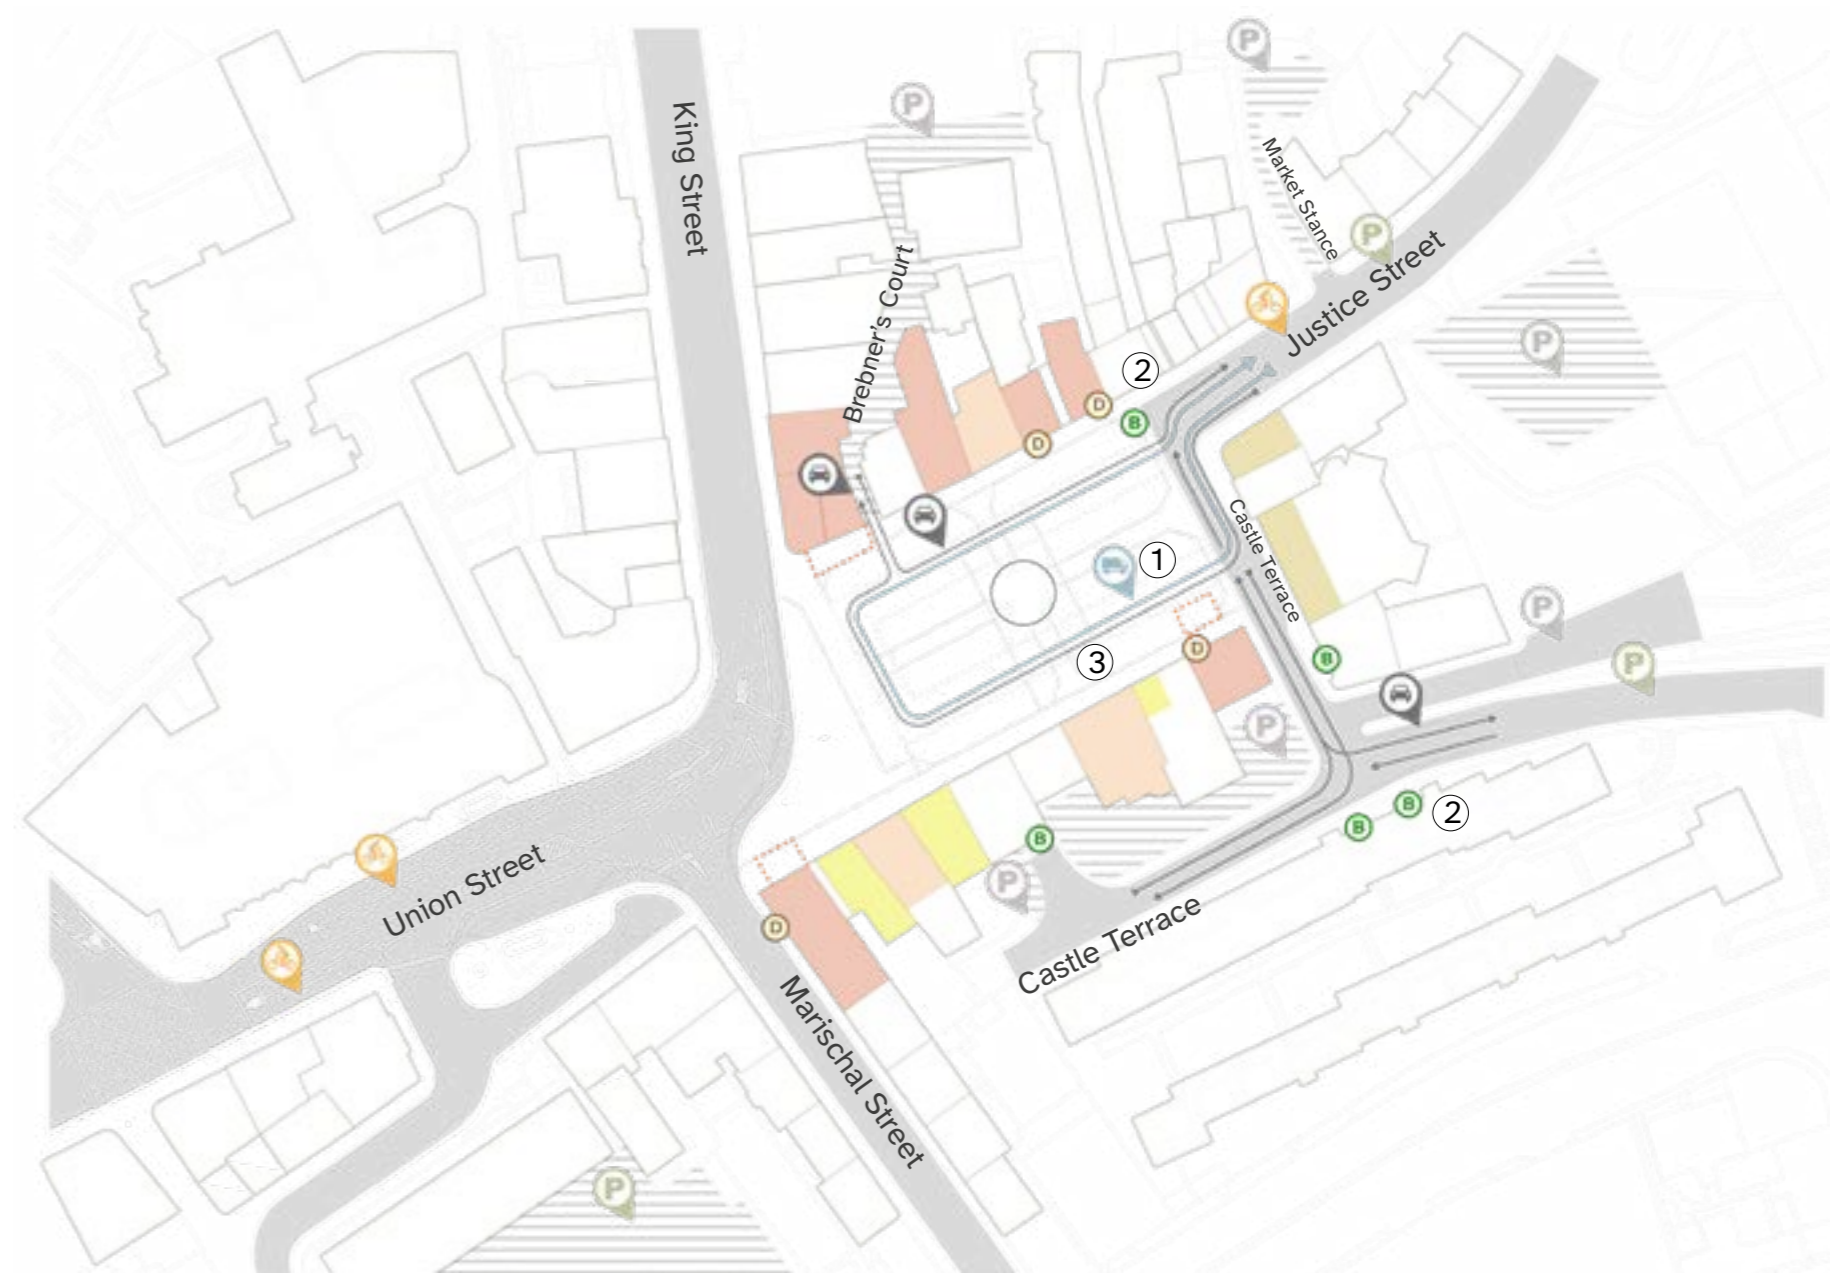 P
P
King Street
Market Stance
P
Justice Street
Brebner's Court
P
②
D
B
D
①
Castle Terrace
P
③
D
B
P
P
B
②
B
B
P
Union Street
D
Castle Terrace
Marischal Street
P